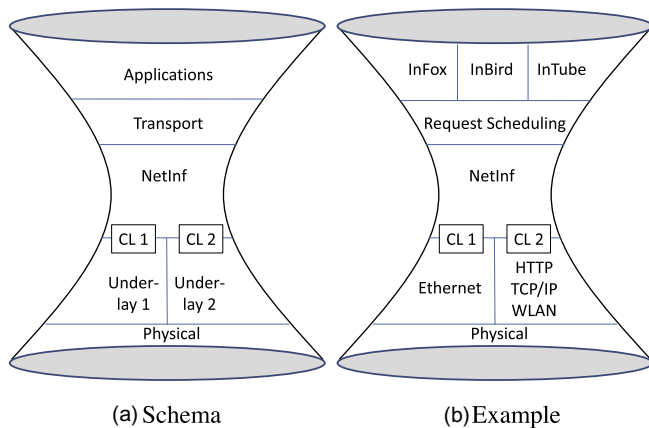 Applications
Transport
NetInf
CL 1 CL 2
Under-
lay 1
Under-
lay 2
Physical
(a) Schema
InFox InBird InTube
Request Scheduling
NetInf
CL 1 CL 2
Ethernet
HTTP
TCP/IP
WLAN
Physical
(b) Example